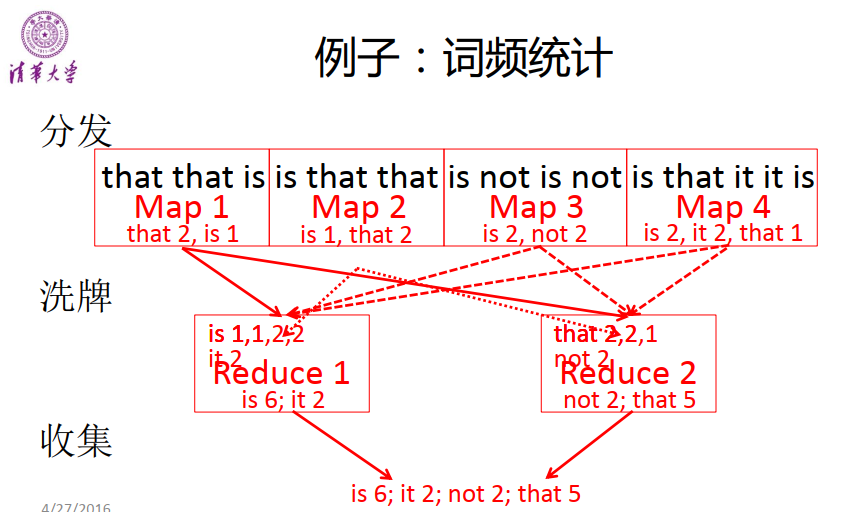 清华大学
例子：词频统计
分发
that that is
is that that
is not is not
is that it it is
Map 1
Map 2
Map 3
Map 4
that 2, is 1
is 1, that 2
is 2, not 2
is 2, it 2, that 1
洗牌
is 1,1,2,2
it 2
Reduce 1
is 6; it 2
that 2,2,1
not 2
Reduce 2
not 2; that 5
收集
is 6; it 2; not 2; that 5
4/27/2016